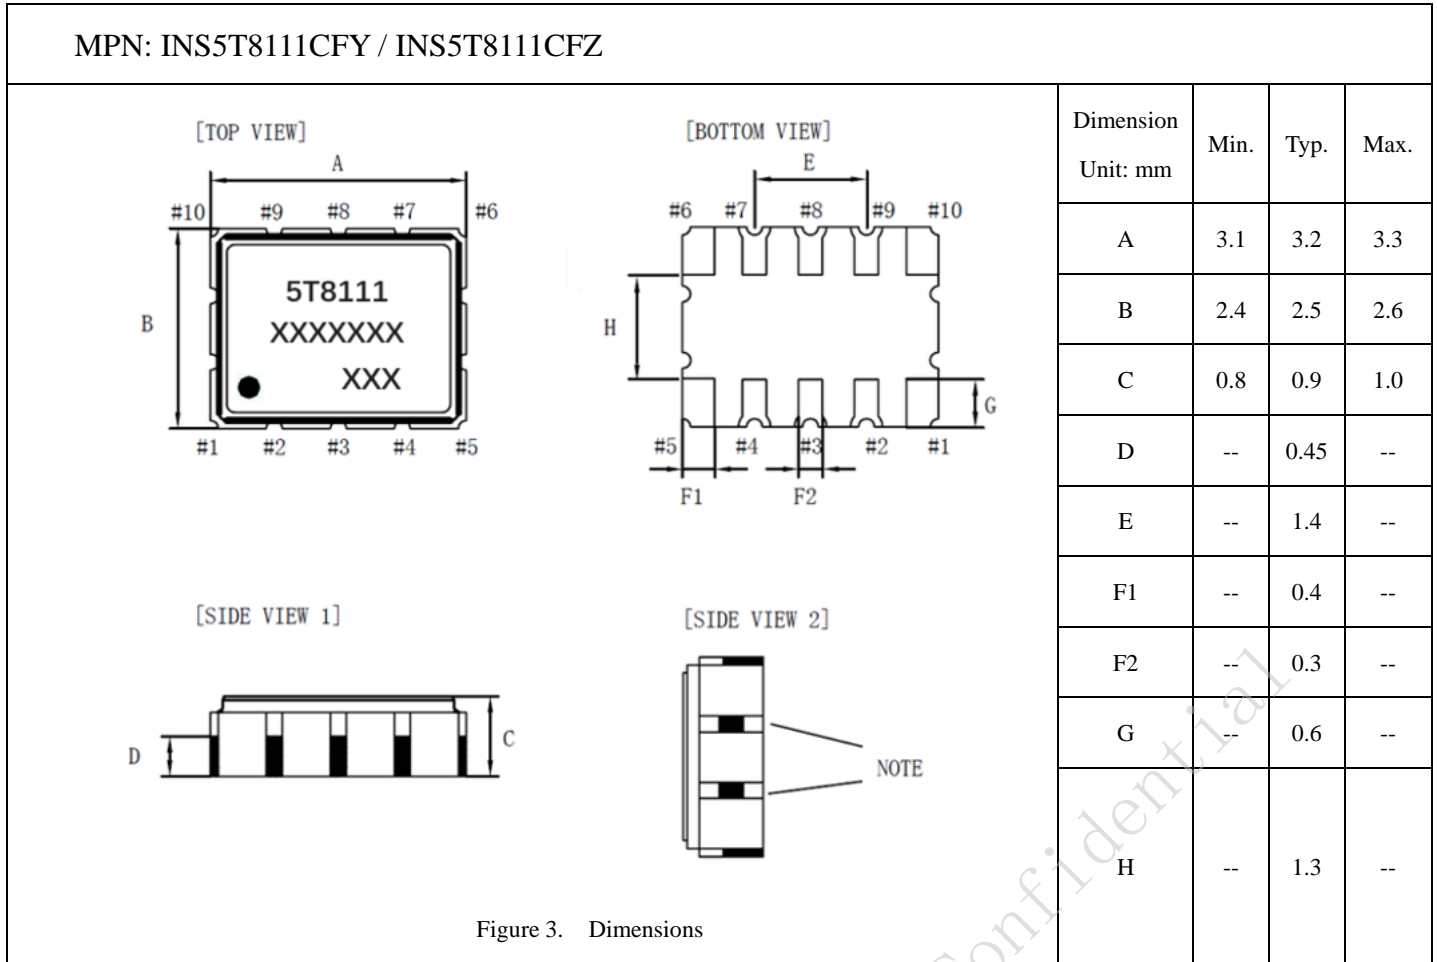 MPN: INS5T8111CFY / INS5T8111CFZ
[TOP VIEW]
A
#10 #9 #8 #7 #6
B
5T8111
XXXXXXX
XXX
#1 #2 #3 #4 #5
[BOTTOM VIEW]
E
#6 #7 #8 #9 #10
H
G
#5 #4 #3 #2 #1
F1 F2
[SIDE VIEW 1]
D
C
[SIDE VIEW 2]
NOTE
Figure 3. Dimensions
Dimension
Unit: mm
Min. Typ. Max.
A 3.1 3.2 3.3
B 2.4 2.5 2.6
C 0.8 0.9 1.0
D -- 0.45 --
E -- 1.4 --
F1 -- 0.4 --
F2 -- 0.3 --
G -- 0.6 --
H -- 1.3 --
Confidential